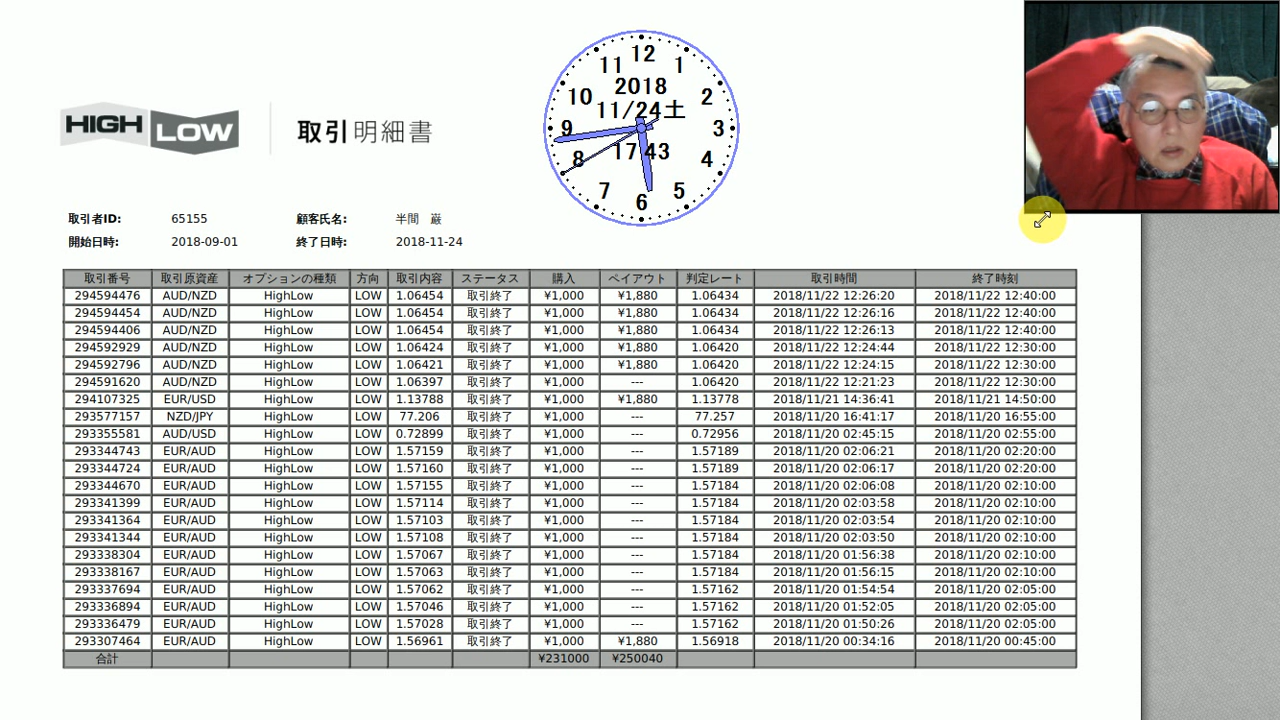 12
11
1
2018
10
2
11/24土
9
3
17 43
8
4
7
5
6
HIGH LOW 取引明細書
取引者ID: 65155 顧客氏名: 半間 巌
開始日時: 2018-09-01 終了日時: 2018-11-24
取引番号 取引原資産 オプションの種類 方向 取引内容 ステータス 購入 ペイアウト 判定レート 取引時間 終了時刻
294594476 AUD/NZD HighLow LOW 1.06454 取引終了 ¥1,000 ¥1,880 1.06434 2018/11/22 12:26:20 2018/11/22 12:40:00
294594454 AUD/NZD HighLow LOW 1.06454 取引終了 ¥1,000 ¥1,880 1.06434 2018/11/22 12:26:16 2018/11/22 12:40:00
294594406 AUD/NZD HighLow LOW 1.06454 取引終了 ¥1,000 ¥1,880 1.06434 2018/11/22 12:26:13 2018/11/22 12:40:00
294592929 AUD/NZD HighLow LOW 1.06424 取引終了 ¥1,000 ¥1,880 1.06420 2018/11/22 12:24:44 2018/11/22 12:30:00
294592796 AUD/NZD HighLow LOW 1.06421 取引終了 ¥1,000 ¥1,880 1.06420 2018/11/22 12:24:15 2018/11/22 12:30:00
294591620 AUD/NZD HighLow LOW 1.06397 取引終了 ¥1,000 --- 1.06420 2018/11/22 12:21:23 2018/11/22 12:30:00
294107325 EUR/USD HighLow LOW 1.13788 取引終了 ¥1,000 ¥1,880 1.13778 2018/11/21 14:36:41 2018/11/21 14:50:00
293577157 NZD/JPY HighLow LOW 77.206 取引終了 ¥1,000 --- 77.257 2018/11/20 16:41:17 2018/11/20 16:55:00
293355581 AUD/USD HighLow LOW 0.72899 取引終了 ¥1,000 --- 0.72956 2018/11/20 02:45:15 2018/11/20 02:55:00
293344743 EUR/AUD HighLow LOW 1.57159 取引終了 ¥1,000 --- 1.57189 2018/11/20 02:06:21 2018/11/20 02:20:00
293344724 EUR/AUD HighLow LOW 1.57160 取引終了 ¥1,000 --- 1.57189 2018/11/20 02:06:17 2018/11/20 02:20:00
293344670 EUR/AUD HighLow LOW 1.57155 取引終了 ¥1,000 --- 1.57184 2018/11/20 02:06:08 2018/11/20 02:10:00
293341399 EUR/AUD HighLow LOW 1.57114 取引終了 ¥1,000 --- 1.57184 2018/11/20 02:03:58 2018/11/20 02:10:00
293341364 EUR/AUD HighLow LOW 1.57103 取引終了 ¥1,000 --- 1.57184 2018/11/20 02:03:54 2018/11/20 02:10:00
293341344 EUR/AUD HighLow LOW 1.57108 取引終了 ¥1,000 --- 1.57184 2018/11/20 02:03:50 2018/11/20 02:10:00
293338304 EUR/AUD HighLow LOW 1.57067 取引終了 ¥1,000 --- 1.57184 2018/11/20 01:56:38 2018/11/20 02:10:00
293338167 EUR/AUD HighLow LOW 1.57063 取引終了 ¥1,000 --- 1.57184 2018/11/20 01:56:15 2018/11/20 02:10:00
293337694 EUR/AUD HighLow LOW 1.57062 取引終了 ¥1,000 --- 1.57162 2018/11/20 01:54:54 2018/11/20 02:05:00
293336894 EUR/AUD HighLow LOW 1.57046 取引終了 ¥1,000 --- 1.57162 2018/11/20 01:52:05 2018/11/20 02:05:00
293336479 EUR/AUD HighLow LOW 1.57028 取引終了 ¥1,000 --- 1.57162 2018/11/20 01:50:26 2018/11/20 02:05:00
293307464 EUR/AUD HighLow LOW 1.56961 取引終了 ¥1,000 ¥1,880 1.56918 2018/11/20 00:34:16 2018/11/20 00:45:00
合計 ¥231000 ¥250040